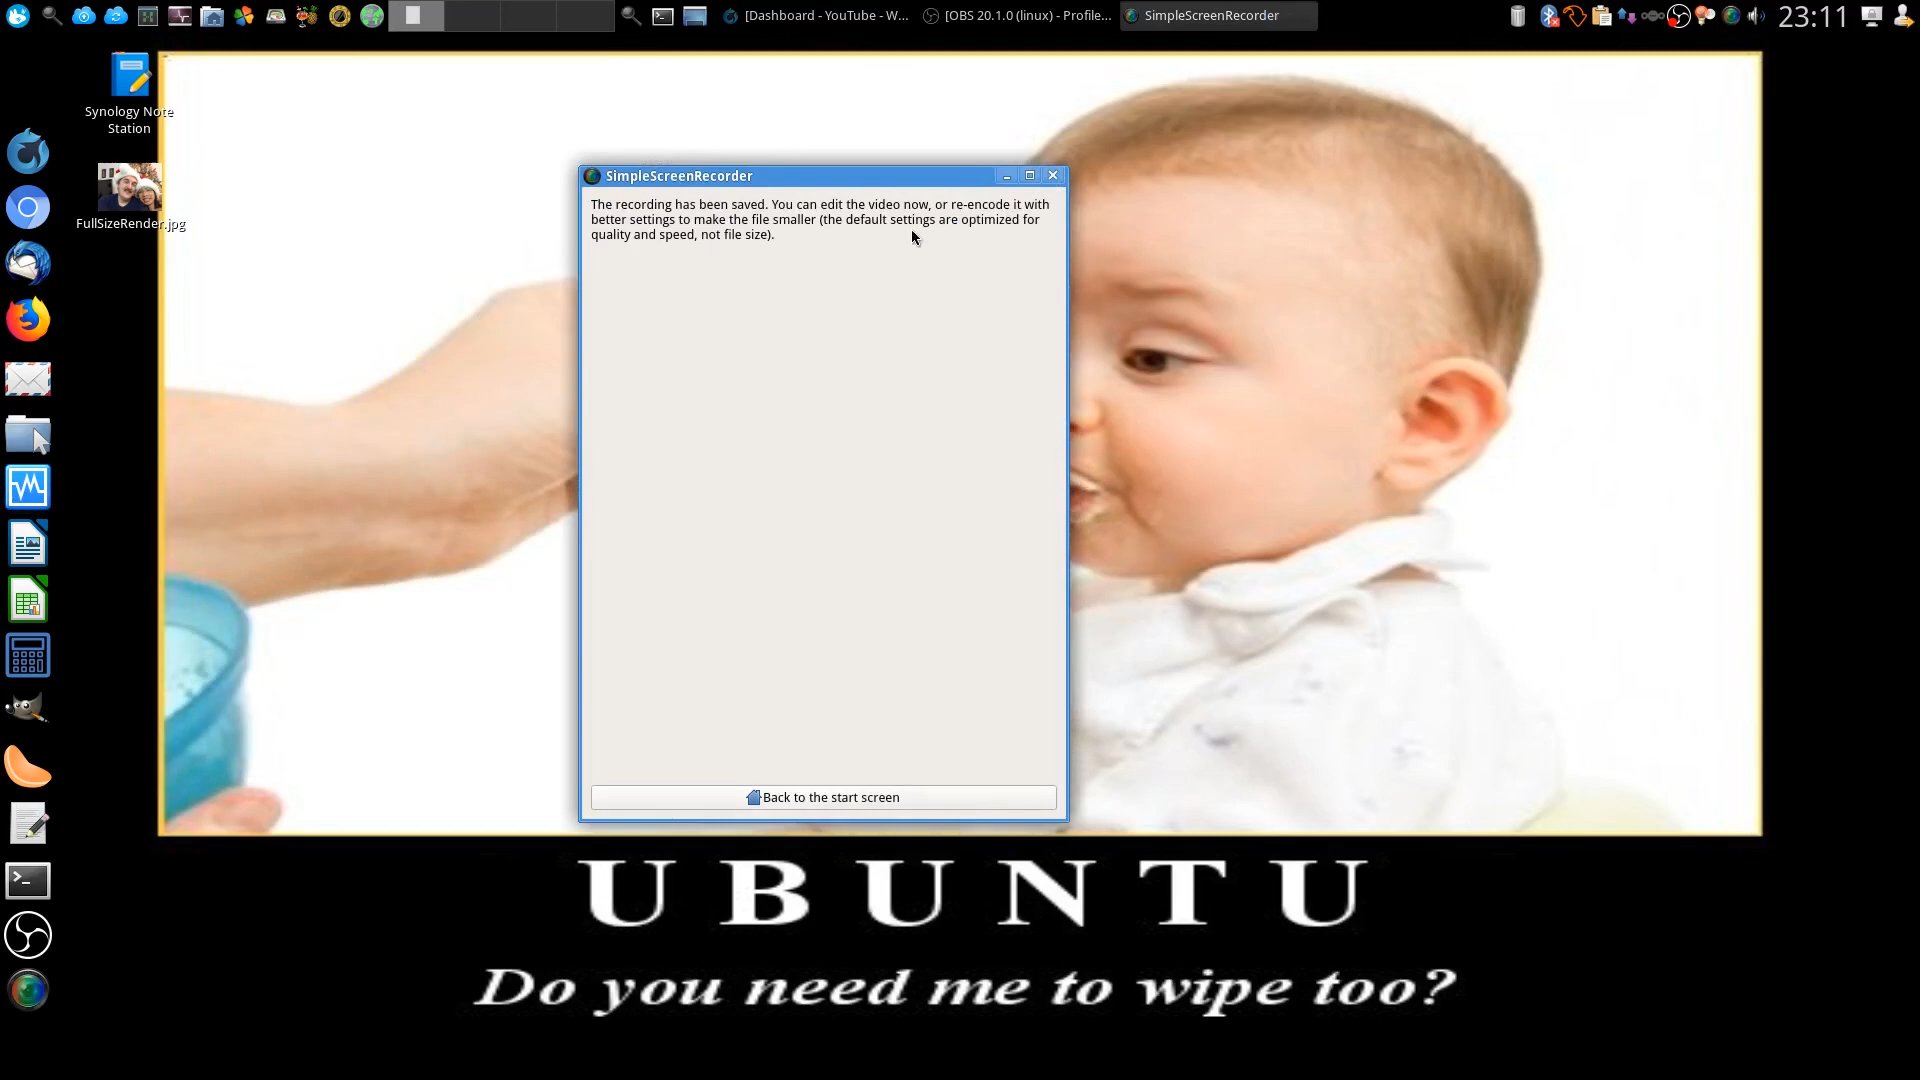 [Dashboard - YouTube - W...
[OBS 20.1.0 (linux) - Profile...
SimpleScreenRecorder
23:11
Synology Note
Station
FullSizeRender.jpg
SimpleScreenRecorder
The recording has been saved. You can edit the video now, or re-encode it with
better settings to make the file smaller (the default settings are optimized for
quality and speed, not file size).
Back to the start screen
UBUNTU
Do you need me to wipe too?